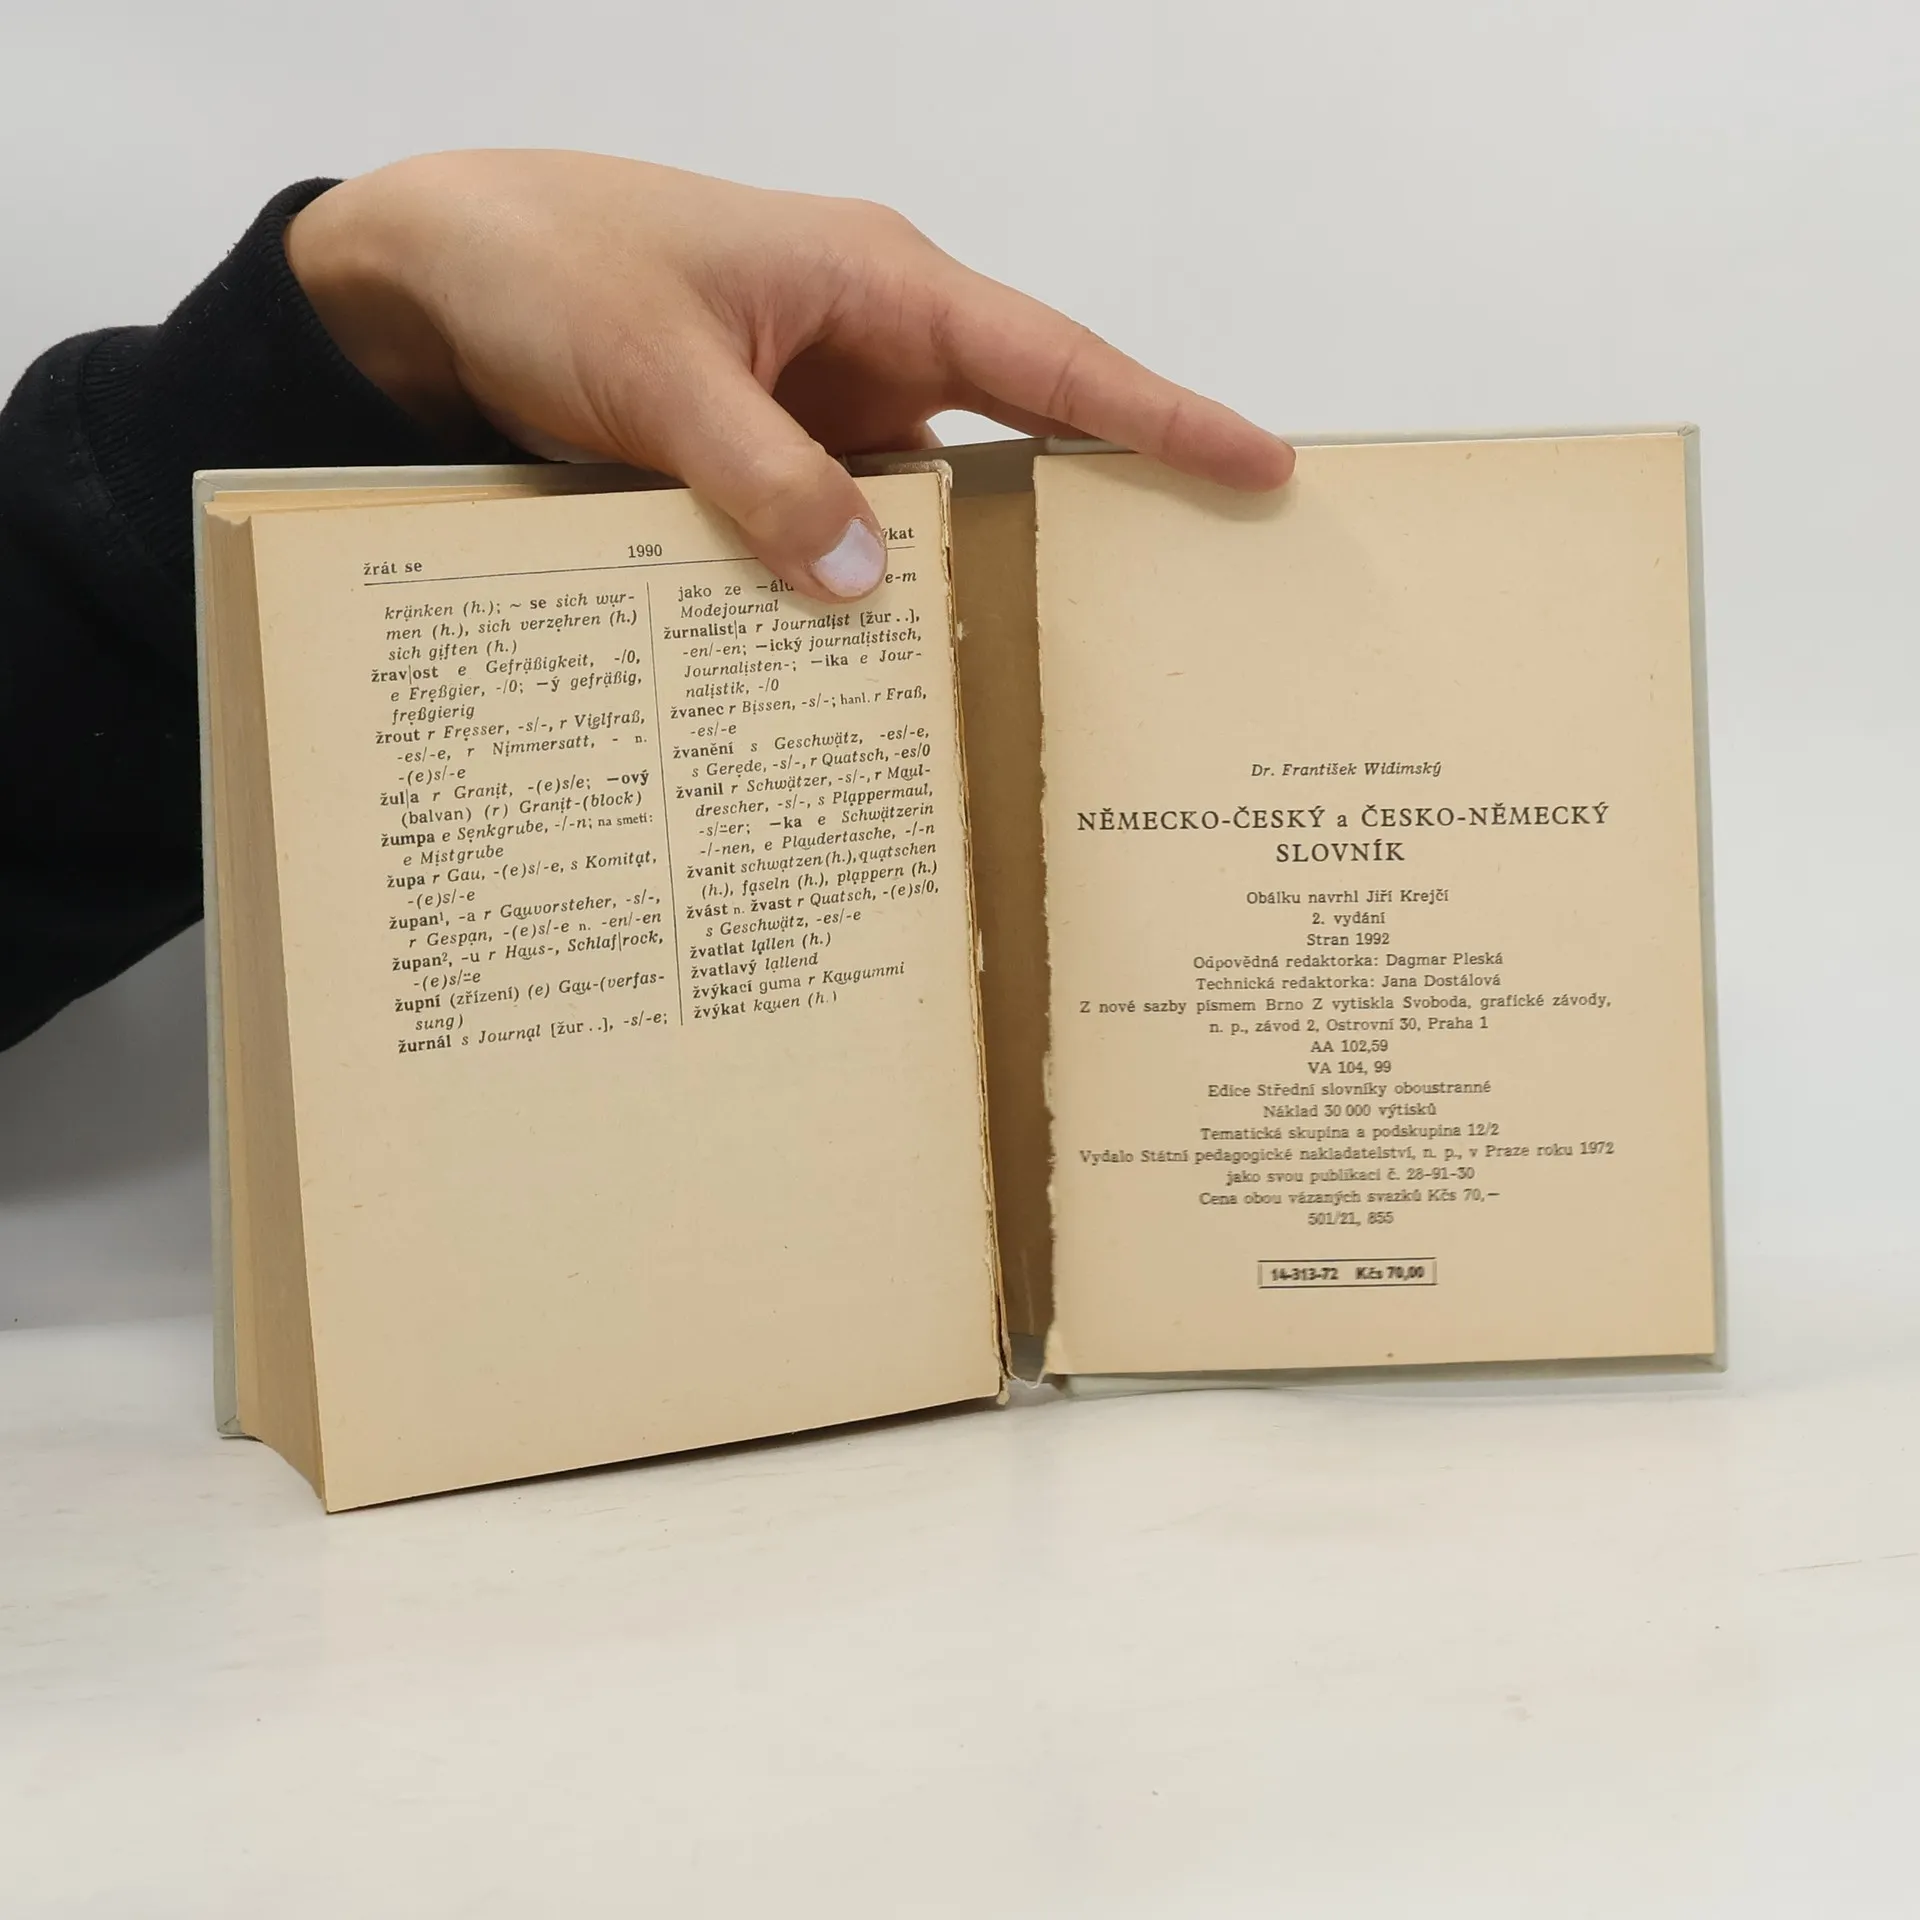 žrát se
1990
ýkat
kränken (h.); ~ se sich wur-
men (h.), sich verzehren (h.)
sich giften (h.)
žrav|ost e Gefräßigkeit, -/0,
e Freßgier, -/0; —ý gefräßig,
freßgierig
žrout r Fresser, -s/-, r Vielfraß,
-es/-e, r Nimmersatt, - n.
-(e)s/-e
žul|a r Granit, -(e)s/e; —ový
(balvan) (r) Granit-(block)
žumpa e Senkgrube, -/-n; na smetí:
e Mistgrube
župa r Gau, -(e)s/-e, s Komitat,
-(e)s/-e
župan¹, -a r Gauvorsteher, -s/-,
r Gespan, -(e)s/-e n. -en/-en
župan², -u r Haus-, Schlaf|rock,
-(e)s/⸚e
župní (zřízení) (e) Gau-(verfas-
sung)
žurnál s Journal [žur . .], -s/-e;
jako ze —álu e-m
Modejournal
žurnalist|a r Journalist [žur . .],
-en/-en; —ický journalistisch,
Journalisten-; —ika e Jour-
nalistik, -/0
žvanec r Bissen, -s/-; hanl. r Fraß,
-es/-e
žvanění s Geschwätz, -es/-e,
s Gerede, -s/-, r Quatsch, -es/0
žvanil r Schwätzer, -s/-, r Maul-
drescher, -s/-, s Plappermaul,
-s/⸚er; —ka e Schwätzerin
-/-nen, e Plaudertasche, -/-n
žvanit schwatzen (h.), quatschen
(h.), faseln (h.), plappern (h.)
žvást n. žvast r Quatsch, -(e)s/0,
s Geschwätz, -es/-e
žvatlat lallen (h.)
žvatlavý lallend
žvýkací guma r Kaugummi
žvýkat kauen (h.)
Dr. František Widimský
NĚMECKO-ČESKÝ a ČESKO-NĚMECKÝ
SLOVNÍK
Obálku navrhl Jiří Krejčí
2. vydání
Stran 1992
Odpovědná redaktorka: Dagmar Pleská
Technická redaktorka: Jana Dostálová
Z nové sazby písmem Brno Z vytiskla Svoboda, grafické závody,
n. p., závod 2, Ostrovní 30, Praha 1
AA 102,59
VA 104, 99
Edice Střední slovníky oboustranné
Náklad 30 000 výtisků
Tematická skupina a podskupina 12/2
Vydalo Státní pedagogické nakladatelství, n. p., v Praze roku 1972
jako svou publikaci č. 28-91-30
Cena obou vázaných svazků Kčs 70,—
501/21, 855
14-313-72 Kčs 70,00